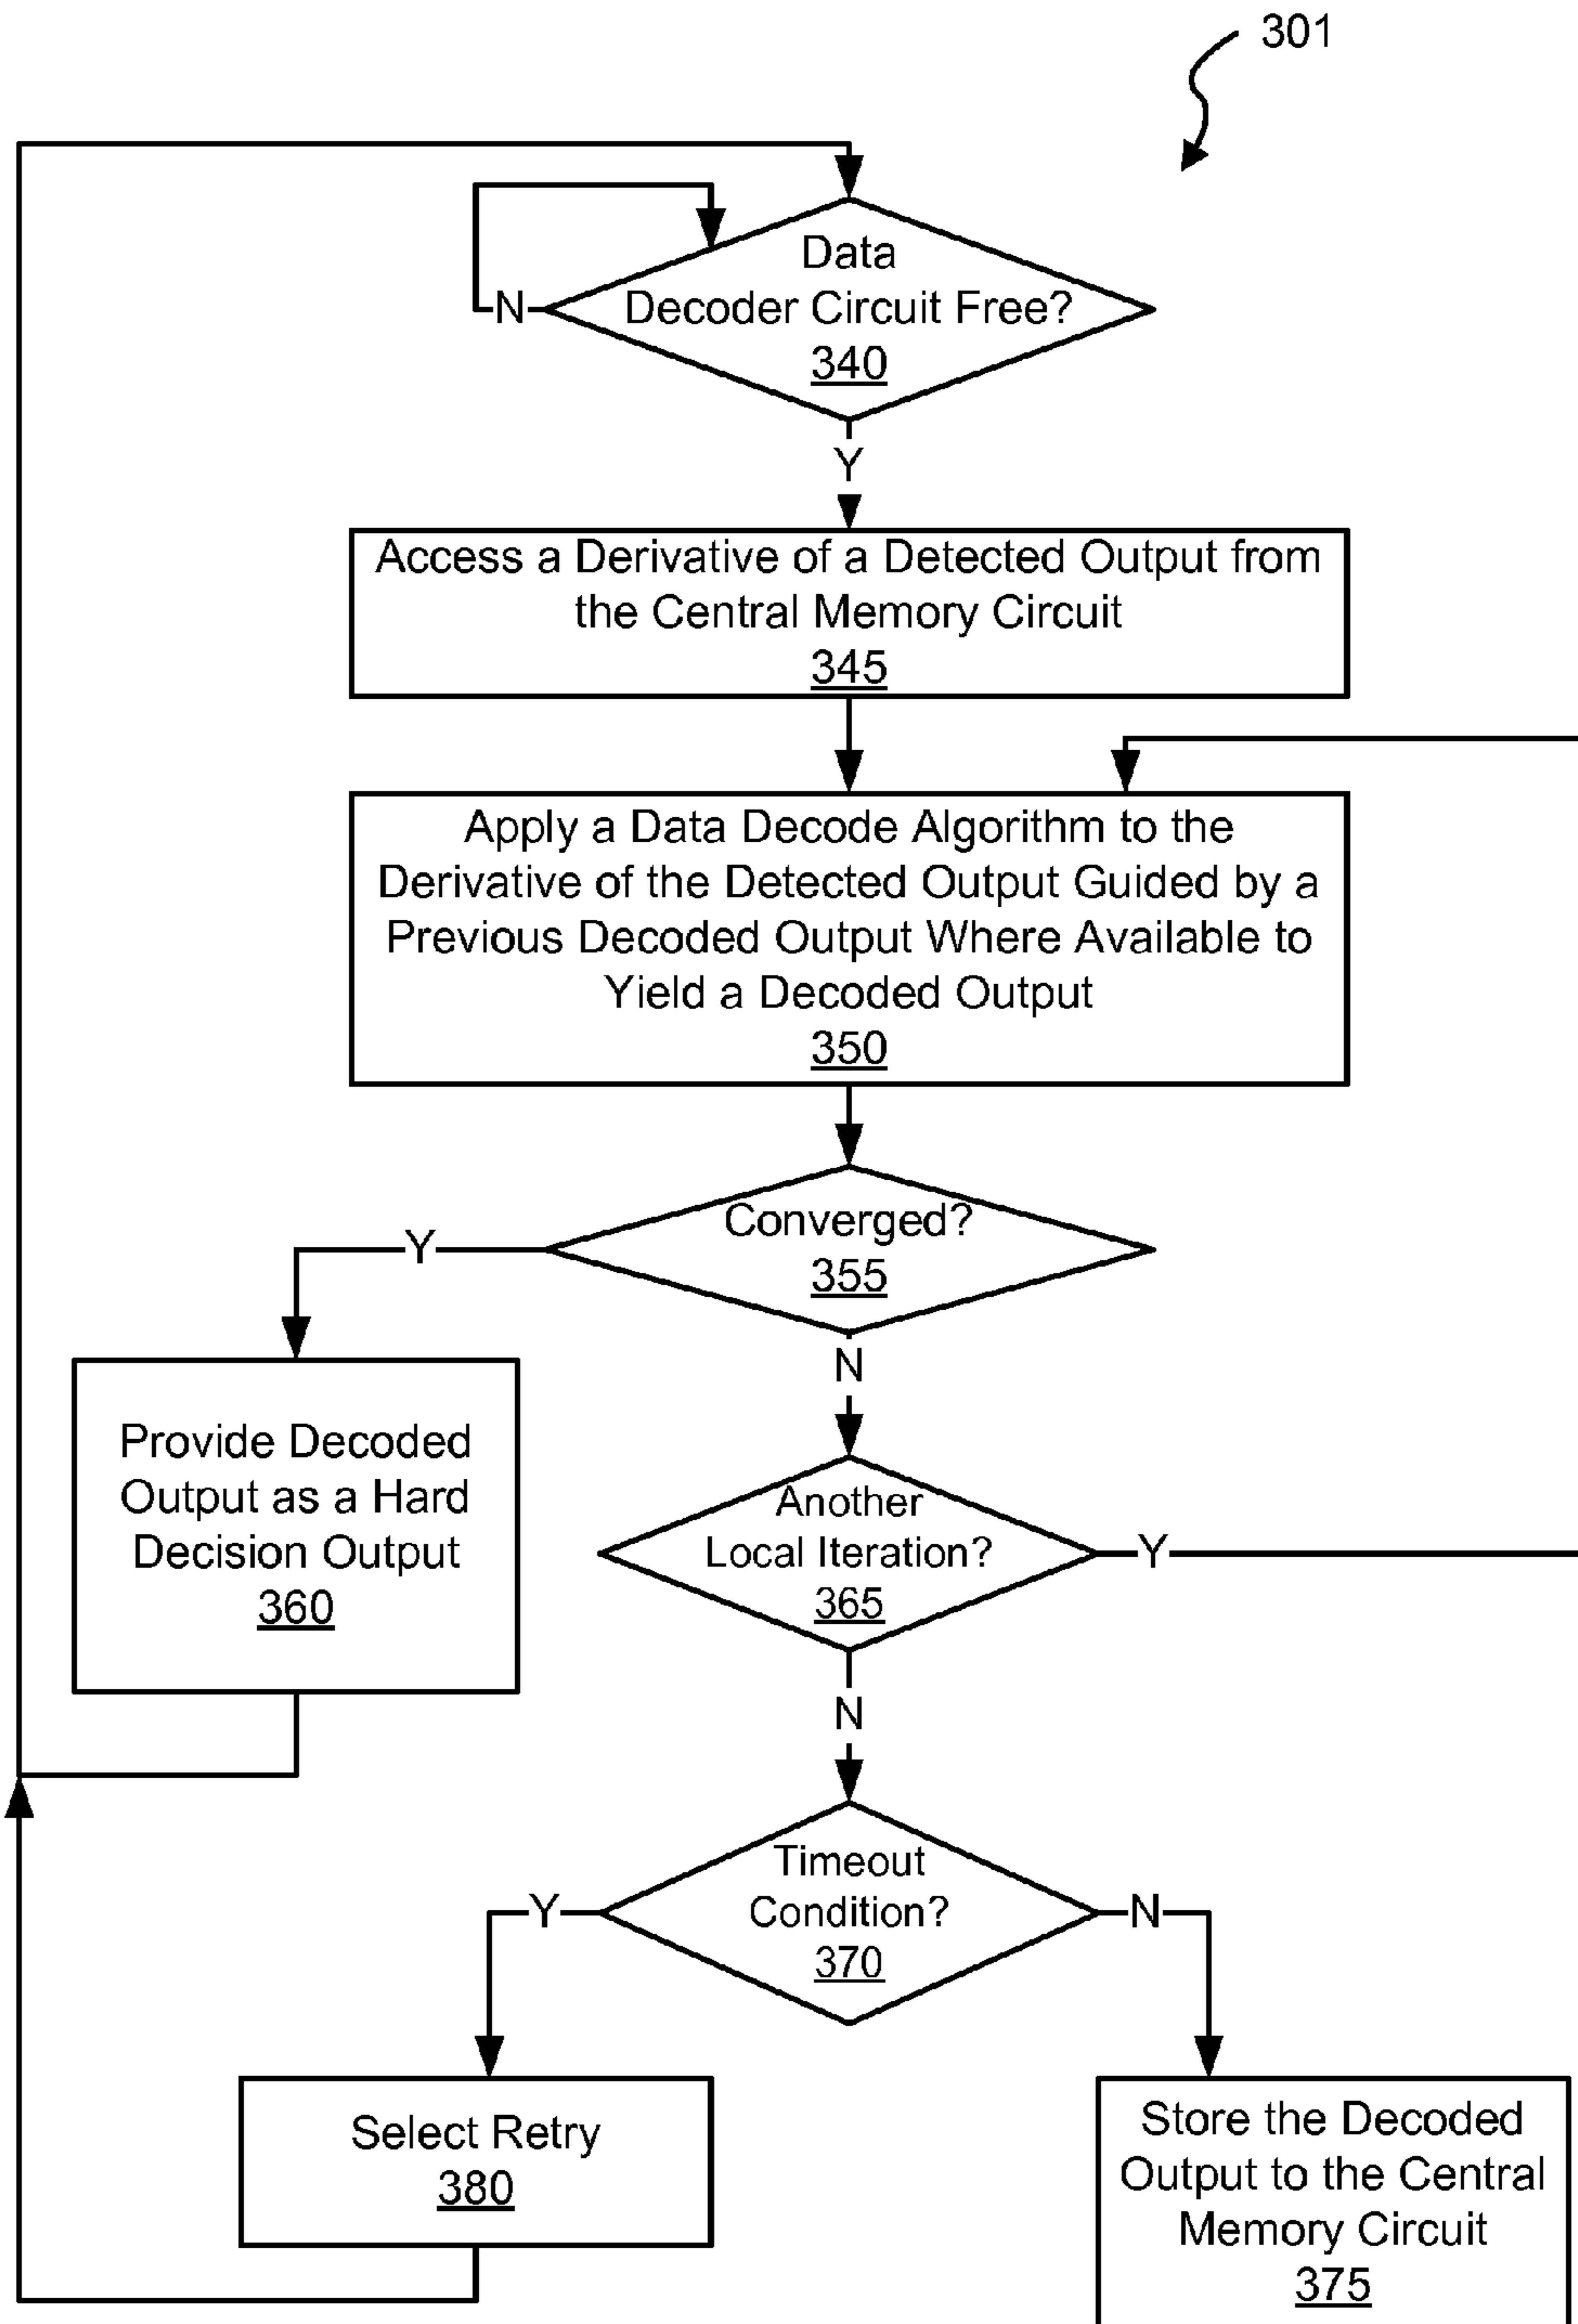 301
Data
Decoder Circuit Free?
340
N
Y
Access a Derivative of a Detected Output from
the Central Memory Circuit
345
Apply a Data Decode Algorithm to the
Derivative of the Detected Output Guided by a
Previous Decoded Output Where Available to
Yield a Decoded Output
350
Converged?
355
Y
N
Provide Decoded
Output as a Hard
Decision Output
360
Another
Local Iteration?
365
Y
N
Timeout
Condition?
370
Y
N
Select Retry
380
Store the Decoded
Output to the Central
Memory Circuit
375